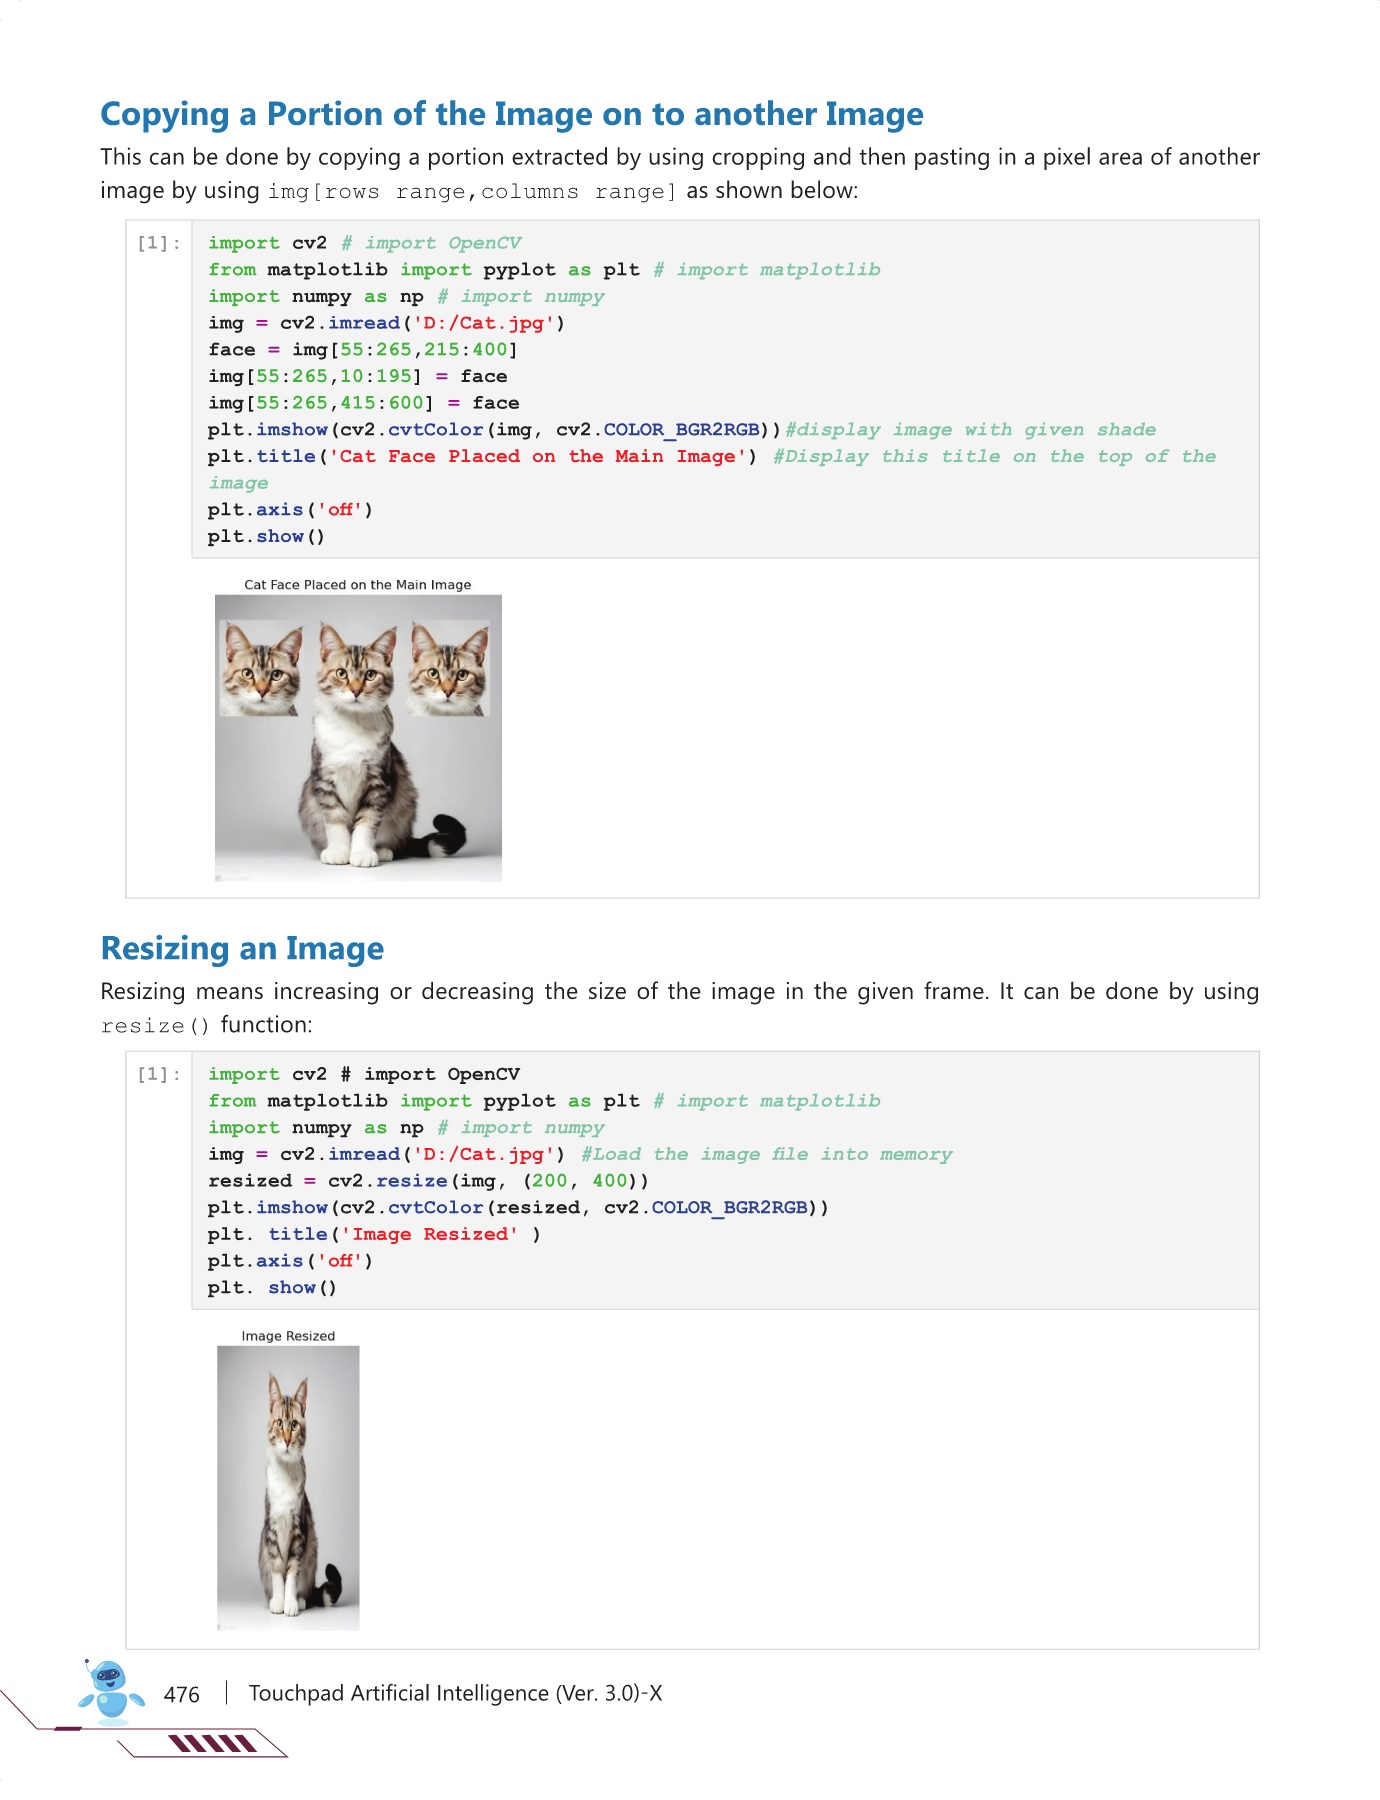 Copying a Portion of the Image on to another Image
This can be done by copying a portion extracted by using cropping and then pasting in a pixel area of another
image by using img[rows range,columns range] as shown below:
[1]:
import cv2 # import OpenCV
from matplotlib import pyplot as plt # import matplotlib
import numpy as np # import numpy
img = cv2.imread('D:/Cat.jpg')
face = img[55:265,215:400]
img[55:265,10:195] = face
img[55:265,415:600] = face
plt.imshow(cv2.cvtColor(img, cv2.COLOR_BGR2RGB))#display image with given shade
plt.title('Cat Face Placed on the Main Image') #Display this title on the top of the
image
plt.axis('off')
plt.show()
Cat Face Placed on the Main Image
Resizing an Image
Resizing means increasing or decreasing the size of the image in the given frame. It can be done by using
resize() function:
[1]:
import cv2 # import OpenCV
from matplotlib import pyplot as plt # import matplotlib
import numpy as np # import numpy
img = cv2.imread('D:/Cat.jpg') #Load the image file into memory
resized = cv2.resize(img, (200, 400))
plt.imshow(cv2.cvtColor(resized, cv2.COLOR_BGR2RGB))
plt. title('Image Resized' )
plt.axis('off')
plt. show()
Image Resized
476 | Touchpad Artificial Intelligence (Ver. 3.0)-X